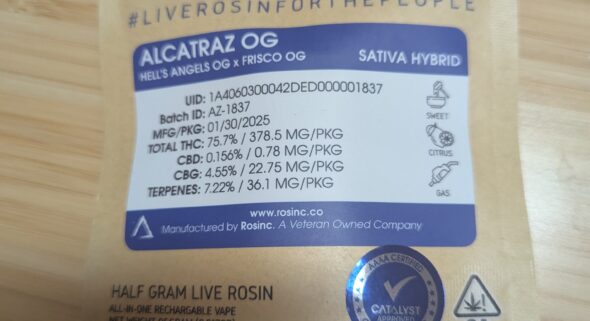 #LIVEROSINFORTHEPEOPLE
ALCATRAZ OG
HELL'S ANGELS OG x FRISCO OG
SATIVA HYBRID
UID: 1A4060300042DED000001837
Batch ID: AZ-1837
MFG/PKG: 01/30/2025
TOTAL THC: 75.7% / 378.5 MG/PKG
CBD: 0.156% / 0.78 MG/PKG
CBG: 4.55% / 22.75 MG/PKG
TERPENES: 7.22% / 36.1 MG/PKG
SWEET
CITRUS
GAS
www.rosinc.co
Manufactured by Rosinc. A Veteran Owned Company
HALF GRAM LIVE ROSIN
ALL-IN-ONE RECHARGABLE VAPE
AAAA CERTIFIED
CATALYST
APPROVED